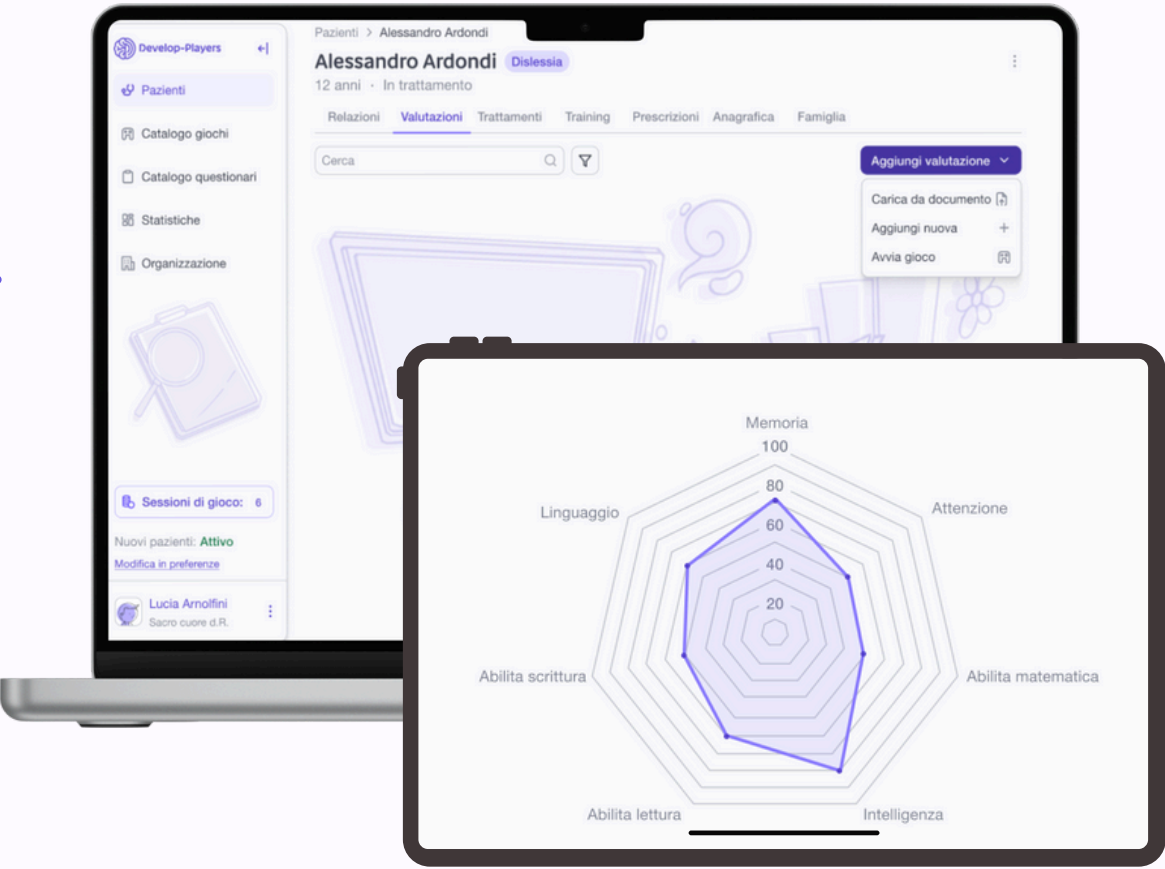 Develop-Players
Pazienti
Catalogo giochi
Catalogo questionari
Statistiche
Organizzazione
Sessioni di gioco: 6
Nuovi pazienti: Attivo
Modifica in preferenze
Lucia Arnolfini
Sacro cuore d.R.
Pazienti > Alessandro Ardondi
Alessandro Ardondi Dislessia
12 anni · In trattamento
Relazioni Valutazioni Trattamenti Training Prescrizioni Anagrafica Famiglia
Cerca
Aggiungi valutazione
Carica da documento
Aggiungi nuova
Avvia gioco
Memoria
100
80
60
40
20
Linguaggio
Attenzione
Abilita scrittura
Abilita matematica
Abilita lettura
Intelligenza